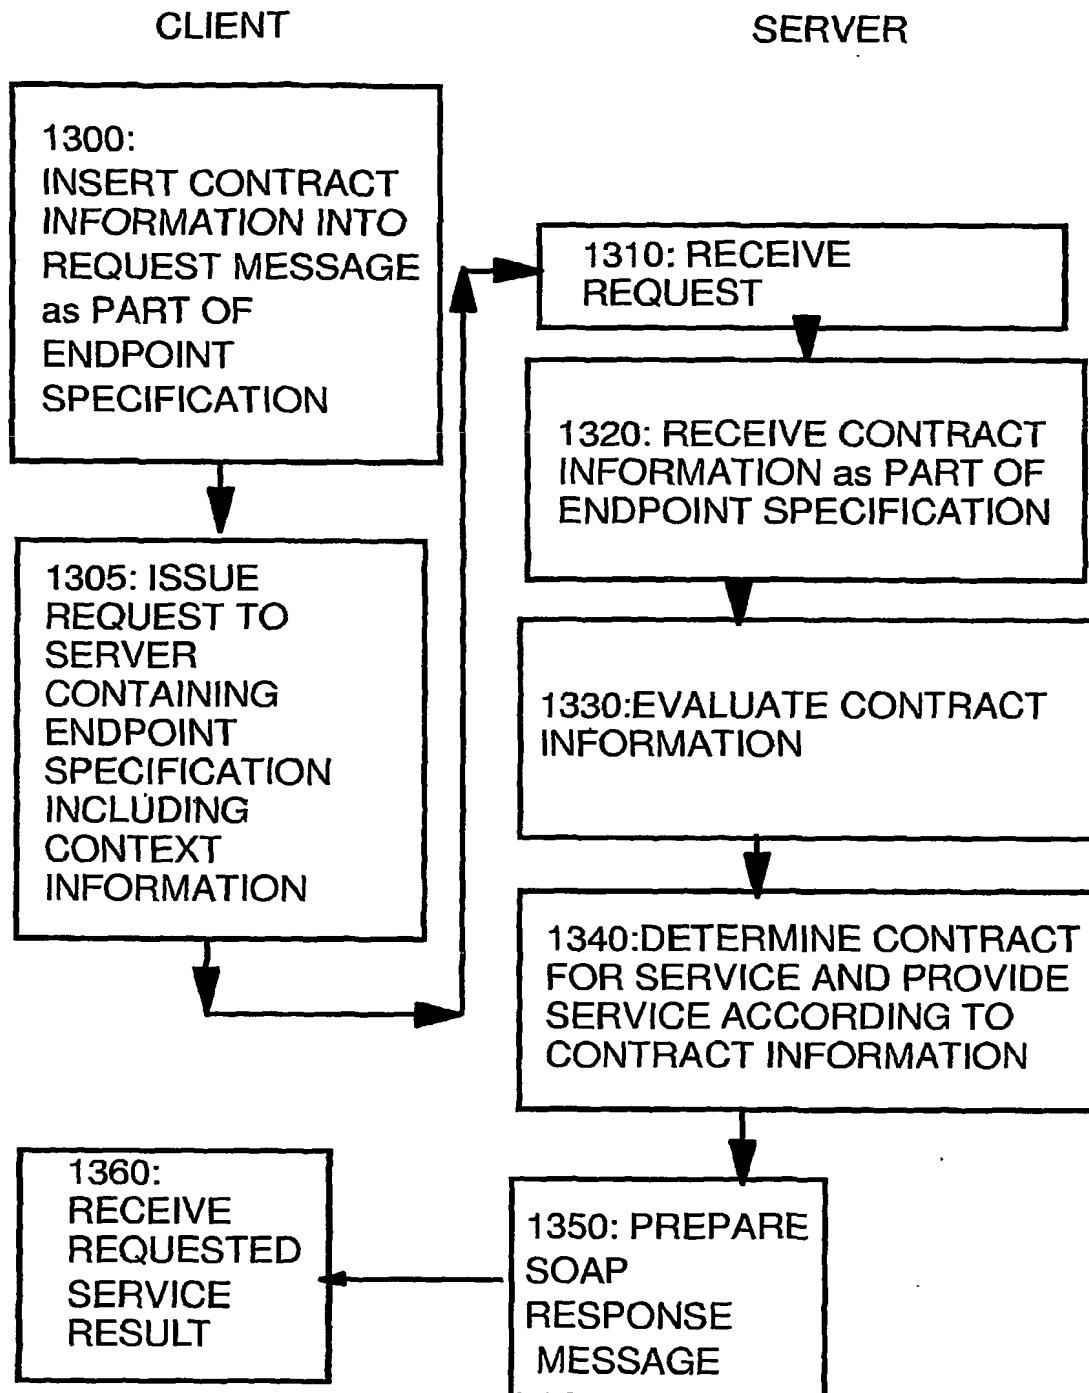 CLIENT
SERVER
1300:
INSERT CONTRACT
INFORMATION INTO
REQUEST MESSAGE
as PART OF
ENDPOINT
SPECIFICATION
1305: ISSUE
REQUEST TO
SERVER
CONTAINING
ENDPOINT
SPECIFICATION
INCLUDING
CONTEXT
INFORMATION
1310: RECEIVE
REQUEST
1320: RECEIVE CONTRACT
INFORMATION as PART OF
ENDPOINT SPECIFICATION
1330:EVALUATE CONTRACT
INFORMATION
1340:DETERMINE CONTRACT
FOR SERVICE AND PROVIDE
SERVICE ACCORDING TO
CONTRACT INFORMATION
1350: PREPARE
SOAP
RESPONSE
MESSAGE
1360:
RECEIVE
REQUESTED
SERVICE
RESULT